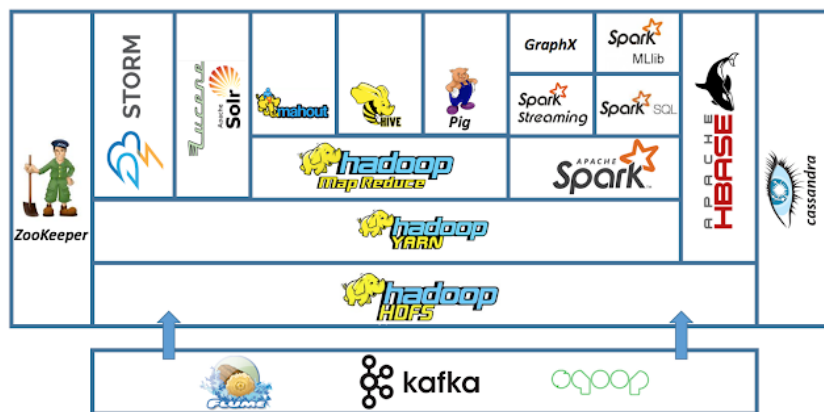 ZooKeeper
STORM
Lucene
Apache
Solr
mahout
HIVE
Pig
GraphX
Spark
MLlib
Spark
Streaming
Spark SQL
hadoop
Map Reduce
APACHE
Spark
APACHE
HBASE
cassandra
hadoop
YARN
hadoop
HDFS
FLUME
kafka
sqoop